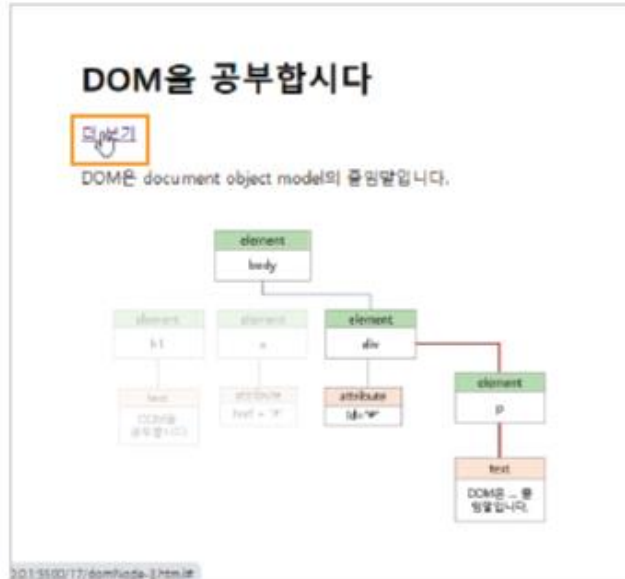 DOM을 공부합시다
더보기
DOM은 document object model의 줄임말입니다.
element
body
element
h1
element
a
element
div
text
DOM을
공부합시다
attribute
href = "#"
attribute
element
p
text
DOM은 ... 줄
임말입니다.